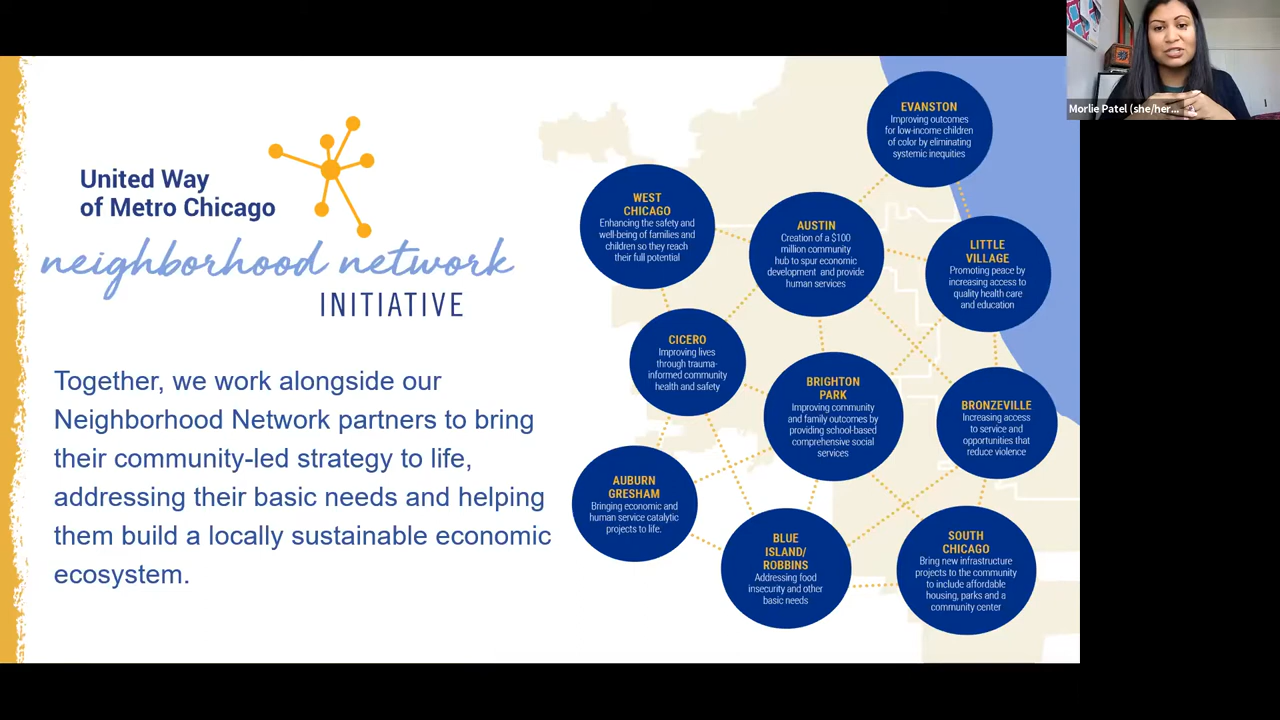 United Way
of Metro Chicago
neighborhood network
INITIATIVE
Together, we work alongside our
Neighborhood Network partners to bring
their community-led strategy to life,
addressing their basic needs and helping
them build a locally sustainable economic
ecosystem.
EVANSTON
Improving outcomes
for low-income children
of color by eliminating
systemic inequities
WEST
CHICAGO
Enhancing the safety and
well-being of families and
children so they reach
their full potential
AUSTIN
Creation of a $100
million community
hub to spur economic
development and provide
human services
LITTLE
VILLAGE
Promoting peace by
increasing access to
quality health care
and education
CICERO
Improving lives
through trauma-
informed community
health and safety
BRIGHTON
PARK
Improving community
and family outcomes by
providing school-based
comprehensive social
services
BRONZEVILLE
Increasing access
to service and
opportunities that
reduce violence
AUBURN
GRESHAM
Bringing economic and
human service catalytic
projects to life.
BLUE
ISLAND/
ROBBINS
Addressing food
insecurity and other
basic needs
SOUTH
CHICAGO
Bring new infrastructure
projects to the community
to include affordable
housing, parks and a
community center
Morlie Patel (she/her...